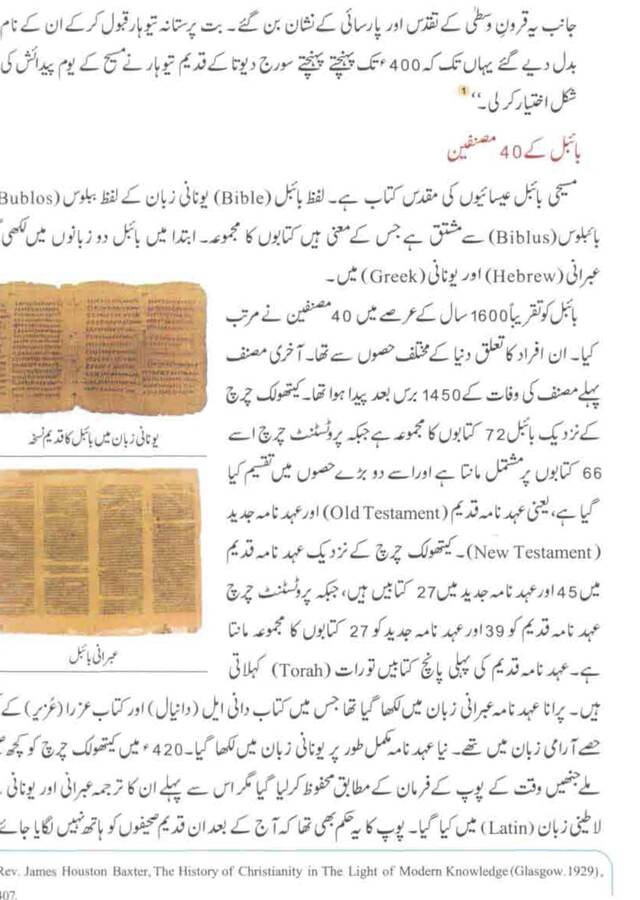 جانب یہ قرونِ وسطیٰ کے تقدّس اور پارسائی کے نشان بن گئے۔ بت پرستانہ تیوہار قبول کرکے ان کے نام
بدل دیے گئے یہاں تک کہ 400ء تک پہنچتے پہنچتے سورج دیوتا کے قدیم تیوہار نے مسیح کے یوم پیدائش کی
شکل اختیار کر لی۔‘‘ 1
بائبل کے 40 مصنفین
مسیحی بائبل عیسائیوں کی مقدس کتاب ہے۔ لفظ بائبل (Bible) یونانی زبان کے لفظ ببلوس (Bublos)
بائبلوس (Biblus) سے مشتق ہے جس کے معنی ہیں کتابوں کا مجموعہ۔ ابتدا میں بائبل دو زبانوں میں لکھی
عبرانی (Hebrew) اور یونانی (Greek) میں۔
بائبل کو تقریباً 1600 سال کے عرصے میں 40 مصنفین نے مرتب
کیا۔ ان افراد کا تعلق دنیا کے مختلف حصوں سے تھا۔ آخری مصنف
پہلے مصنف کی وفات کے 1450 برس بعد پیدا ہوا تھا۔ کیتھولک چرچ
کے نزدیک بائبل 72 کتابوں کا مجموعہ ہے جبکہ پروٹسٹنٹ چرچ اسے
66 کتابوں پر مشتمل مانتا ہے اور اسے دو بڑے حصوں میں تقسیم کیا
گیا ہے، یعنی عہد نامہ قدیم (Old Testament) اور عہد نامہ جدید
(New Testament)۔ کیتھولک چرچ کے نزدیک عہد نامہ قدیم
میں 45 اور عہد نامہ جدید میں 27 کتابیں ہیں، جبکہ پروٹسٹنٹ چرچ
عہد نامہ قدیم کو 39 اور عہد نامہ جدید کو 27 کتابوں کا مجموعہ مانتا
ہے۔ عہد نامہ قدیم کی پہلی پانچ کتابیں تورات (Torah) کہلاتی
یونانی زبان میں بائبل کا قدیم نسخہ
عبرانی بائبل
ہیں۔ پرانا عہد نامہ عبرانی زبان میں لکھا گیا تھا جس میں کتاب دانی ایل (دانیال) اور کتاب عزرا (عُزیر) کے
حصے آرامی زبان میں تھے۔ نیا عہد نامہ مکمل طور پر یونانی زبان میں لکھا گیا۔ 420ء میں کیتھولک چرچ کو کچھ
ملے جنھیں وقت کے پوپ کے فرمان کے مطابق محفوظ کر لیا گیا مگر اس سے پہلے ان کا ترجمہ عبرانی اور یونانی
لاطینی زبان (Latin) میں کیا گیا۔ پوپ کا یہ حکم بھی تھا کہ آج کے بعد ان قدیم صحیفوں کو ہاتھ نہیں لگایا جائے
Rev. James Houston Baxter, The History of Christianity in The Light of Modern Knowledge (Glasgow.1929),
407.